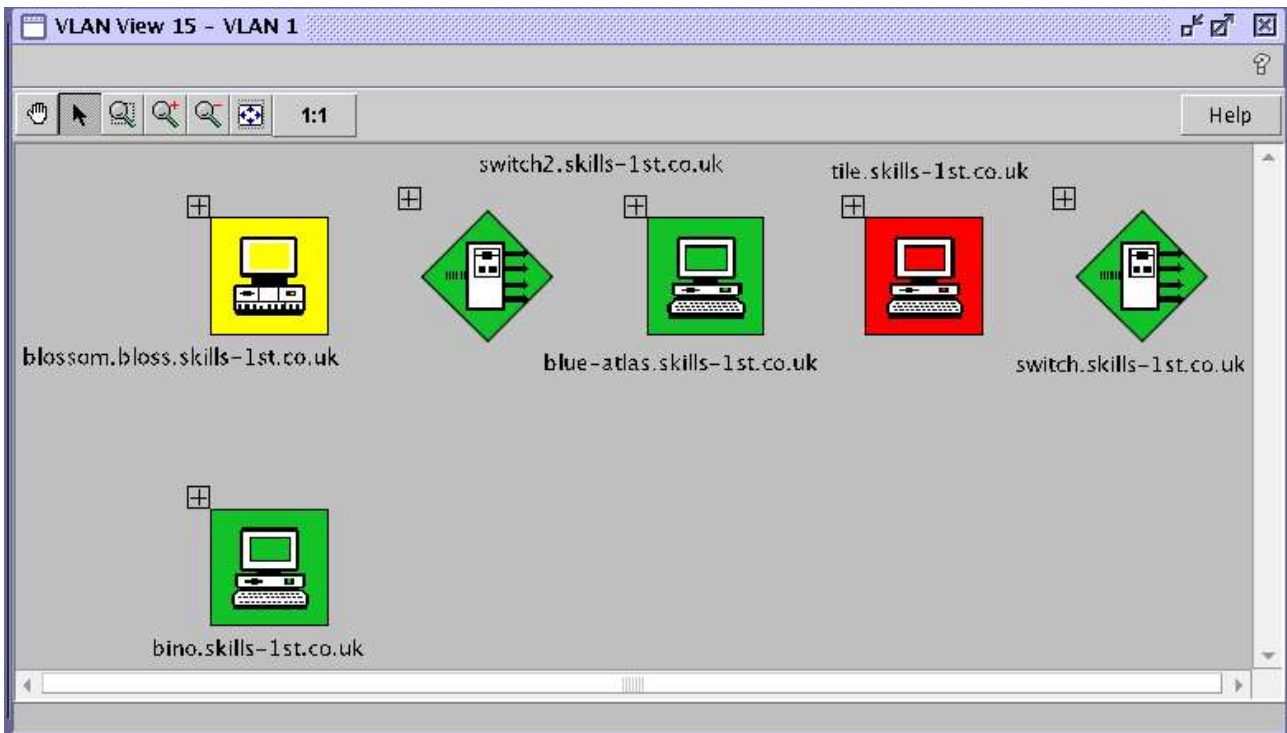 VLAN View 15 - VLAN 1
1:1
Help
switch2.skills-1st.co.uk
tile.skills-1st.co.uk
blossom.bloss.skills-1st.co.uk
blue-atlas.skills-1st.co.uk
switch.skills-1st.co.uk
bino.skills-1st.co.uk